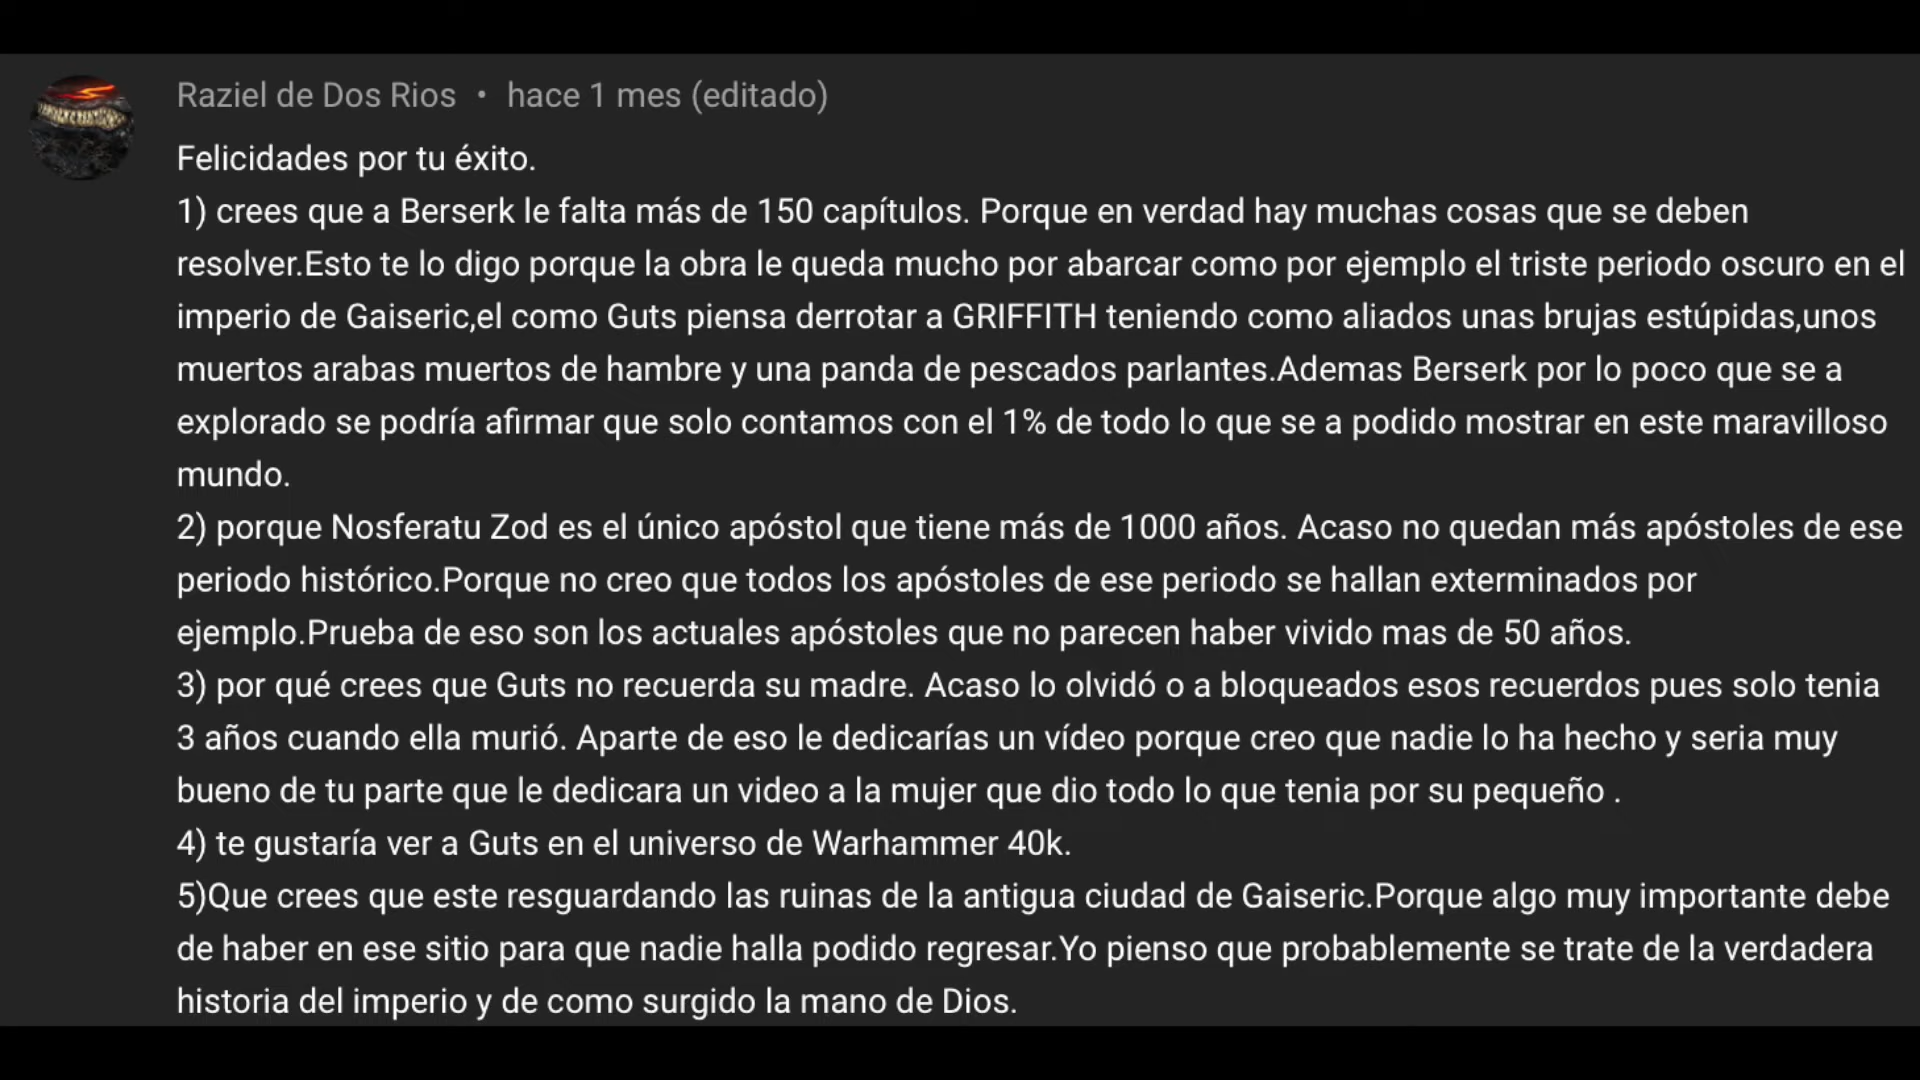 Raziel de Dos Rios • hace 1 mes (editado)
Felicidades por tu éxito.
1) crees que a Berserk le falta más de 150 capítulos. Porque en verdad hay muchas cosas que se deben
resolver.Esto te lo digo porque la obra le queda mucho por abarcar como por ejemplo el triste periodo oscuro en el
imperio de Gaiseric,el como Guts piensa derrotar a GRIFFITH teniendo como aliados unas brujas estúpidas,unos
muertos arabas muertos de hambre y una panda de pescados parlantes.Ademas Berserk por lo poco que se a
explorado se podría afirmar que solo contamos con el 1% de todo lo que se a podido mostrar en este maravilloso
mundo.
2) porque Nosferatu Zod es el único apóstol que tiene más de 1000 años. Acaso no quedan más apóstoles de ese
periodo histórico.Porque no creo que todos los apóstoles de ese periodo se hallan exterminados por
ejemplo.Prueba de eso son los actuales apóstoles que no parecen haber vivido mas de 50 años.
3) por qué crees que Guts no recuerda su madre. Acaso lo olvidó o a bloqueados esos recuerdos pues solo tenia
3 años cuando ella murió. Aparte de eso le dedicarías un vídeo porque creo que nadie lo ha hecho y seria muy
bueno de tu parte que le dedicara un video a la mujer que dio todo lo que tenia por su pequeño .
4) te gustaría ver a Guts en el universo de Warhammer 40k.
5)Que crees que este resguardando las ruinas de la antigua ciudad de Gaiseric.Porque algo muy importante debe
de haber en ese sitio para que nadie halla podido regresar.Yo pienso que probablemente se trate de la verdadera
historia del imperio y de como surgido la mano de Dios.